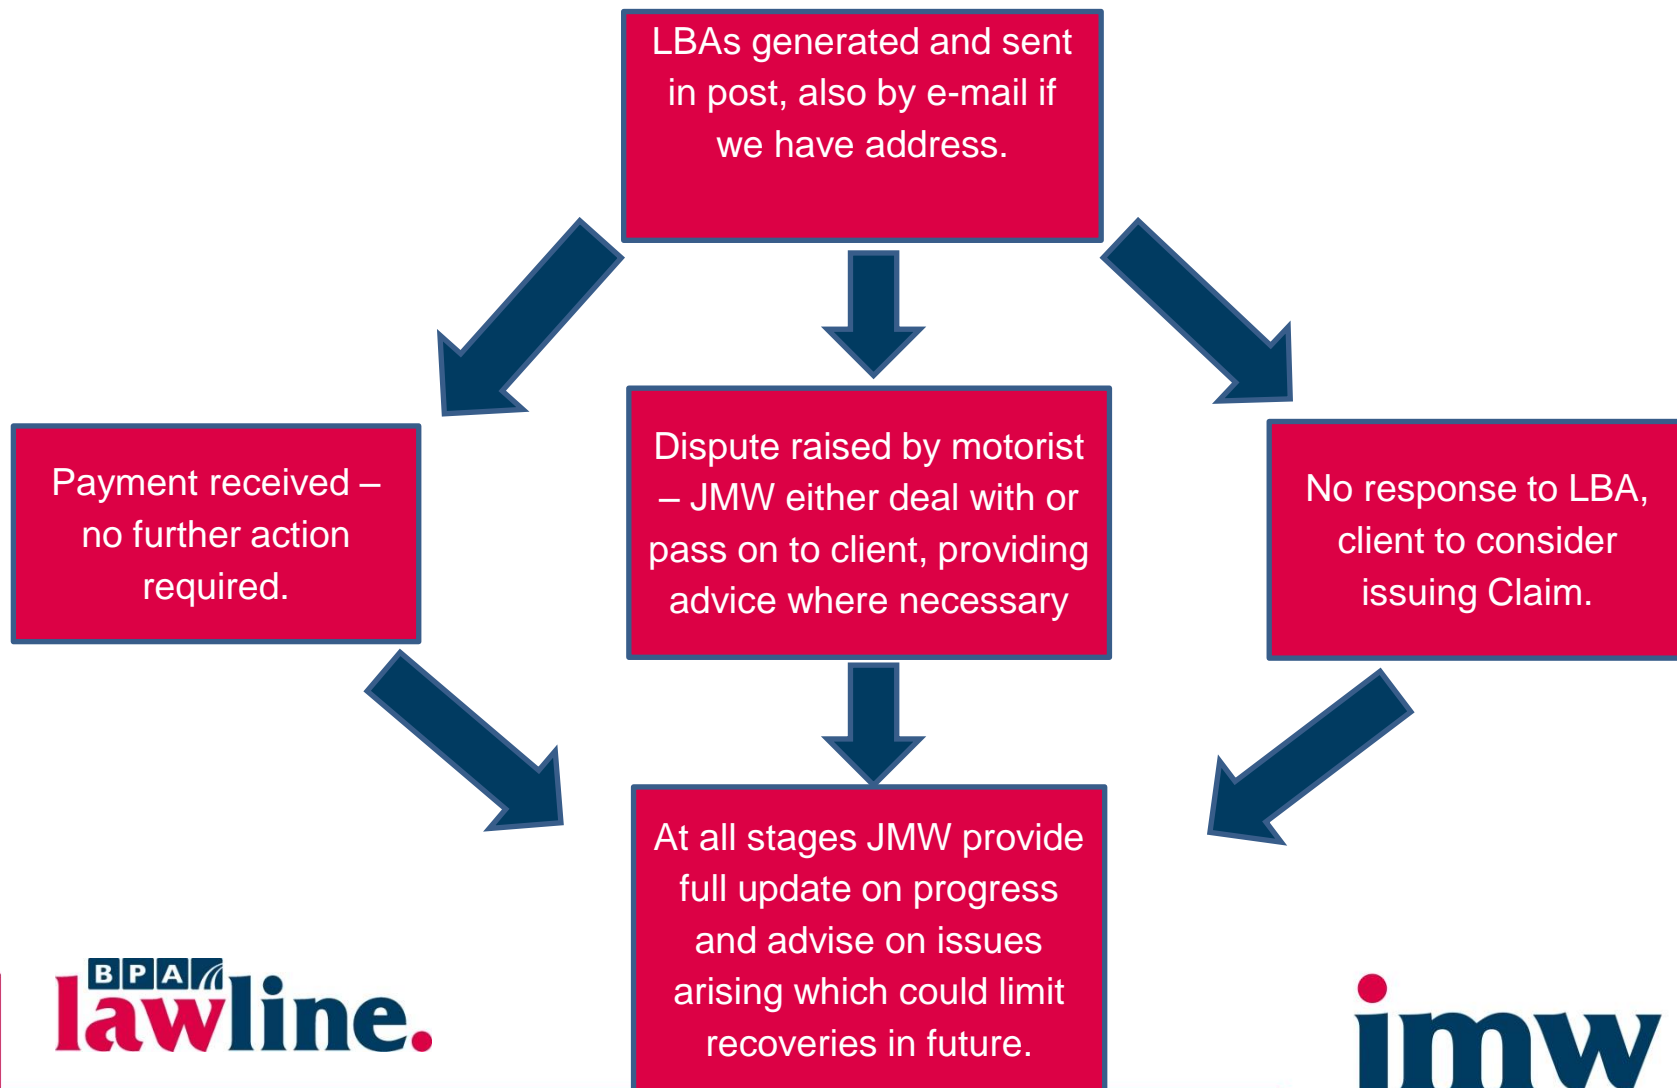 LBAs generated and sent
in post, also by e-mail if
we have address.
Payment received –
no further action
required.
Dispute raised by motorist
– JMW either deal with or
pass on to client, providing
advice where necessary
No response to LBA,
client to consider
issuing Claim.
At all stages JMW provide
full update on progress
and advise on issues
arising which could limit
recoveries in future.
BPA
lawline.
jmw